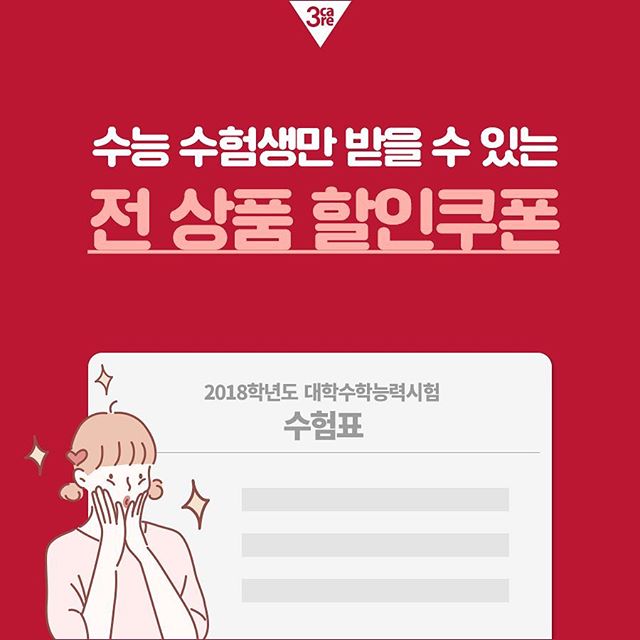 3care
수능 수험생만 받을 수 있는
전 상품 할인쿠폰
2018학년도 대학수학능력시험
수험표